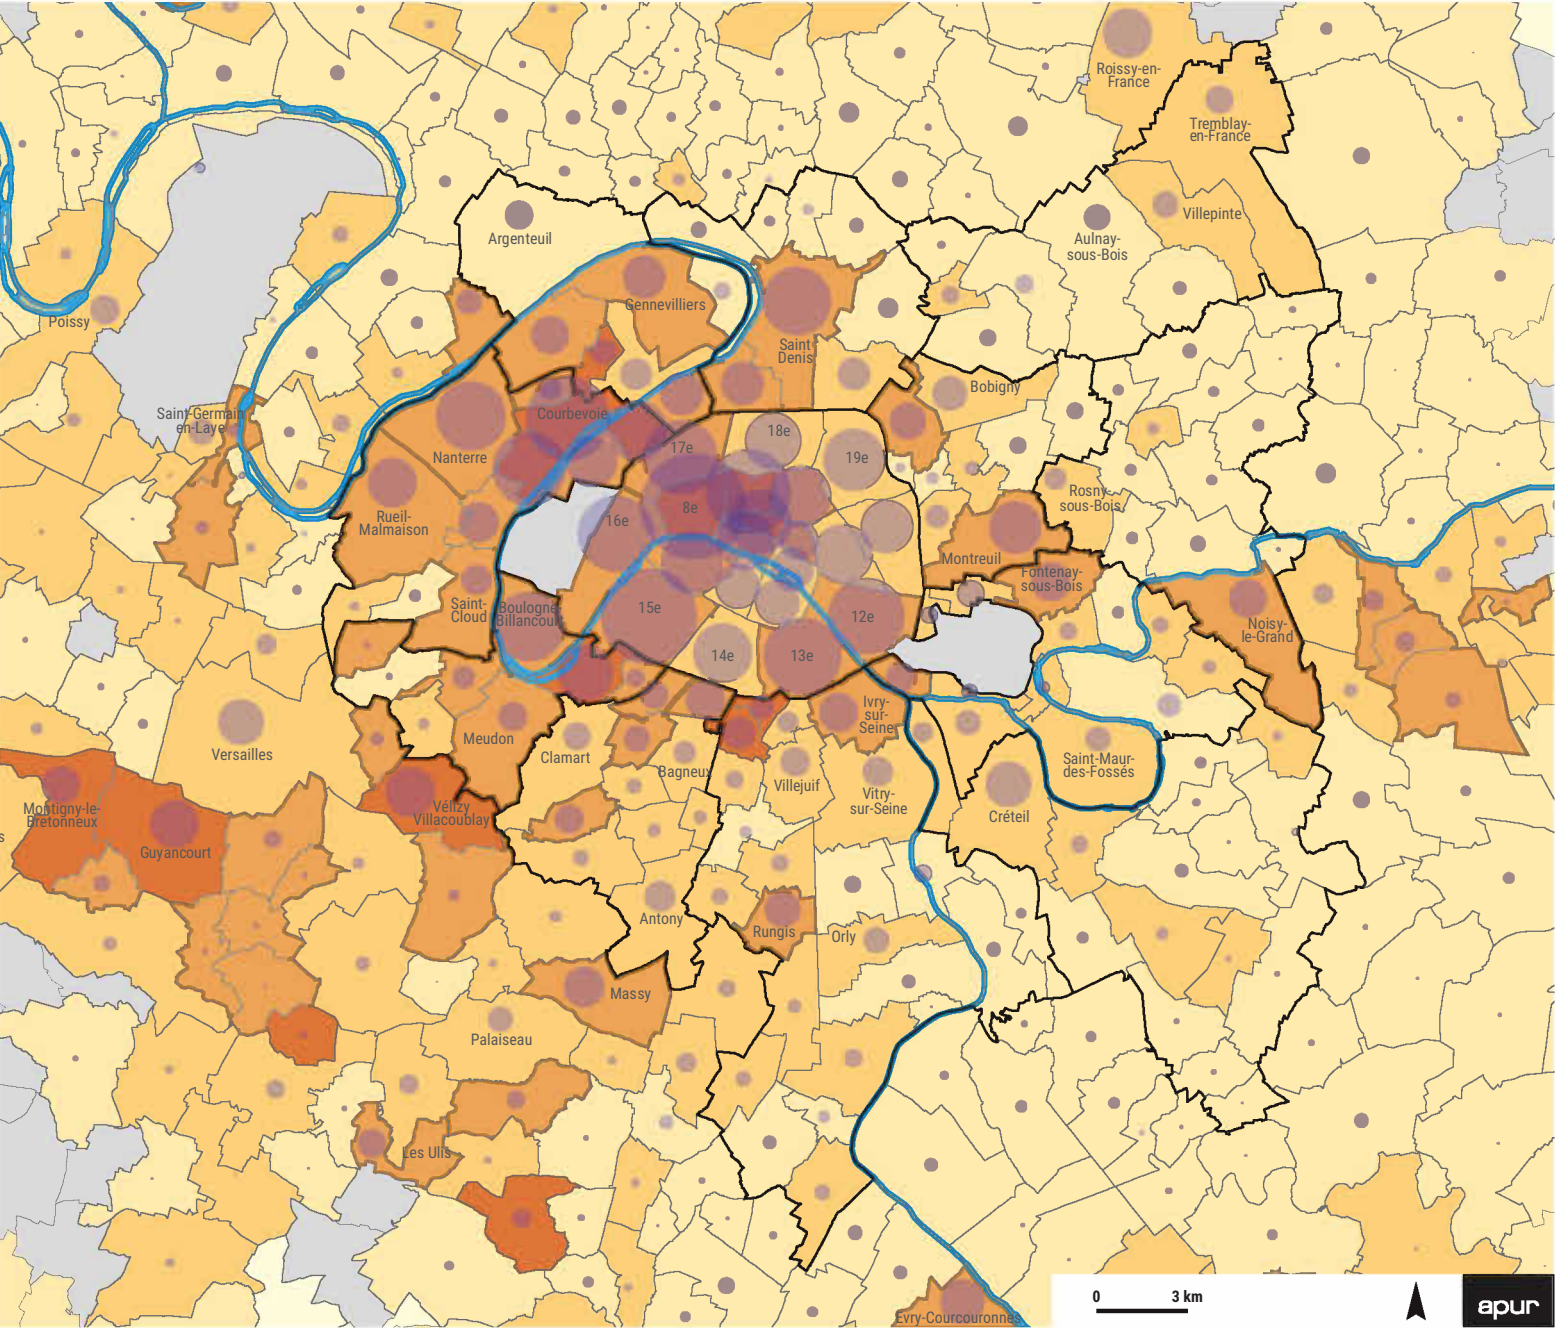 Roissy-en-
France
Tremblay-
en-France
Villepinte
Argenteuil
Aulnay-
sous-Bois
Gennevilliers
Poissy
Saint
Denis
Bobigny
Saint-Germain
en-Laye
Courbevoie
18e
17e
19e
Nanterre
Rosny-
sous-Bois
8e
16e
Rueil-
Malmaison
Montreuil
Fontenay-
sous-Bois
Saint-
Cloud
Boulogne-
Billancourt
15e
12e
Noisy-
le-Grand
14e
13e
Ivry-
sur-
Seine
Versailles
Meudon
Clamart
Bagneux
Villejuif
Vitry-
sur-Seine
Saint-Maur-
des-Fossés
Créteil
Montigny-le-
Bretonneux
s
Vélizy
Villacoublay
Guyancourt
Antony
Rungis
Orly
Massy
Palaiseau
Les Ulis
Evry-Courcouronnes
0 3 km
apur